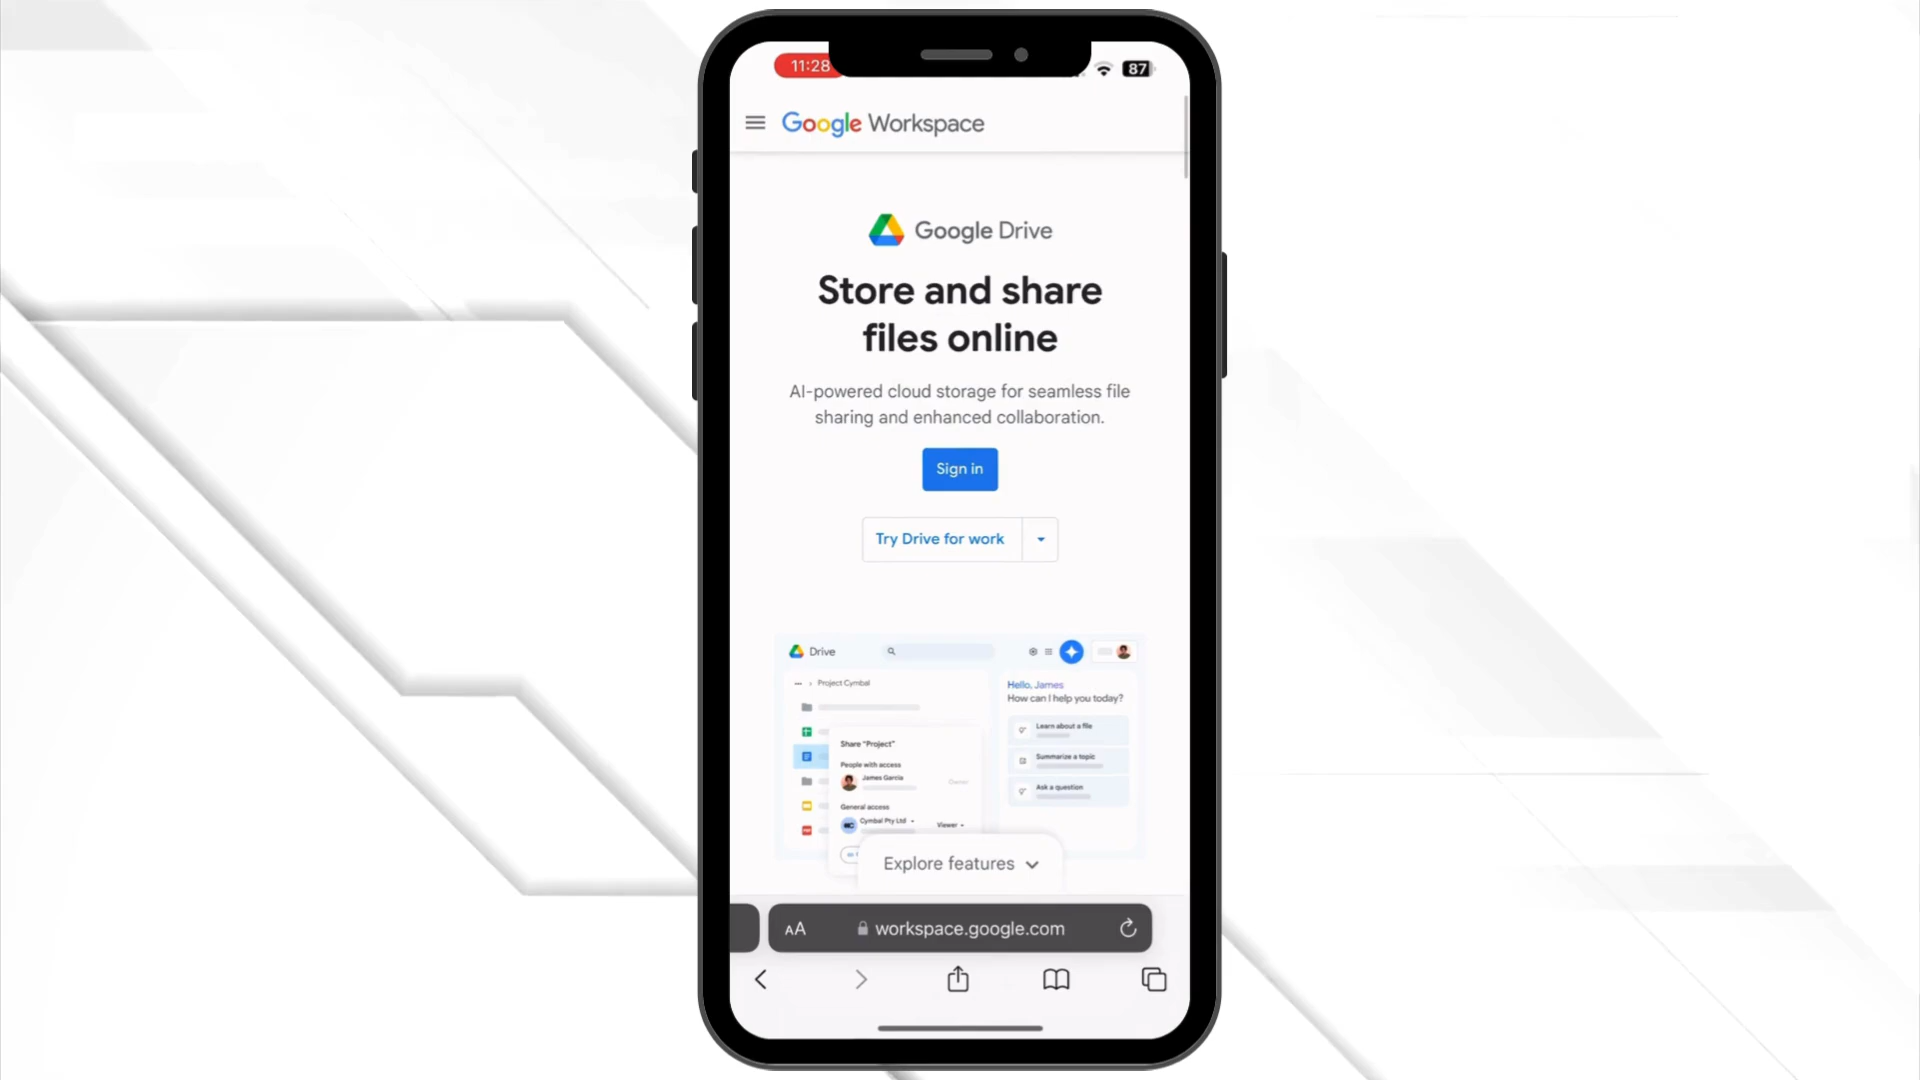 11:28
87
Google Workspace
Google Drive
Store and share
files online
AI-powered cloud storage for seamless file
sharing and enhanced collaboration.
Sign in
Try Drive for work
Drive
Project Cymbal
Hello, James
How can I help you today?
Learn about a file
Summarize a topic
Ask a question
Share "Project"
People with access
James Garcia
Owner
General access
Cymbal Pty Ltd
Viewer
Explore features
AA
workspace.google.com